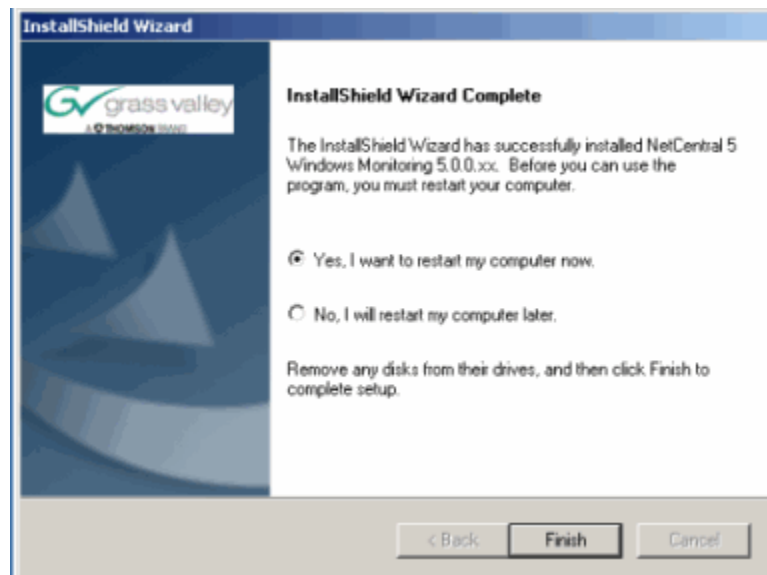 InstallShield Wizard
grass valley
A THOMSON BRAND
InstallShield Wizard Complete
The InstallShield Wizard has successfully installed NetCentral 5
Windows Monitoring 5.0.0.xx. Before you can use the
program, you must restart your computer.
Yes, I want to restart my computer now.
No, I will restart my computer later.
Remove any disks from their drives, and then click Finish to
complete setup.
< Back
Finish
Cancel